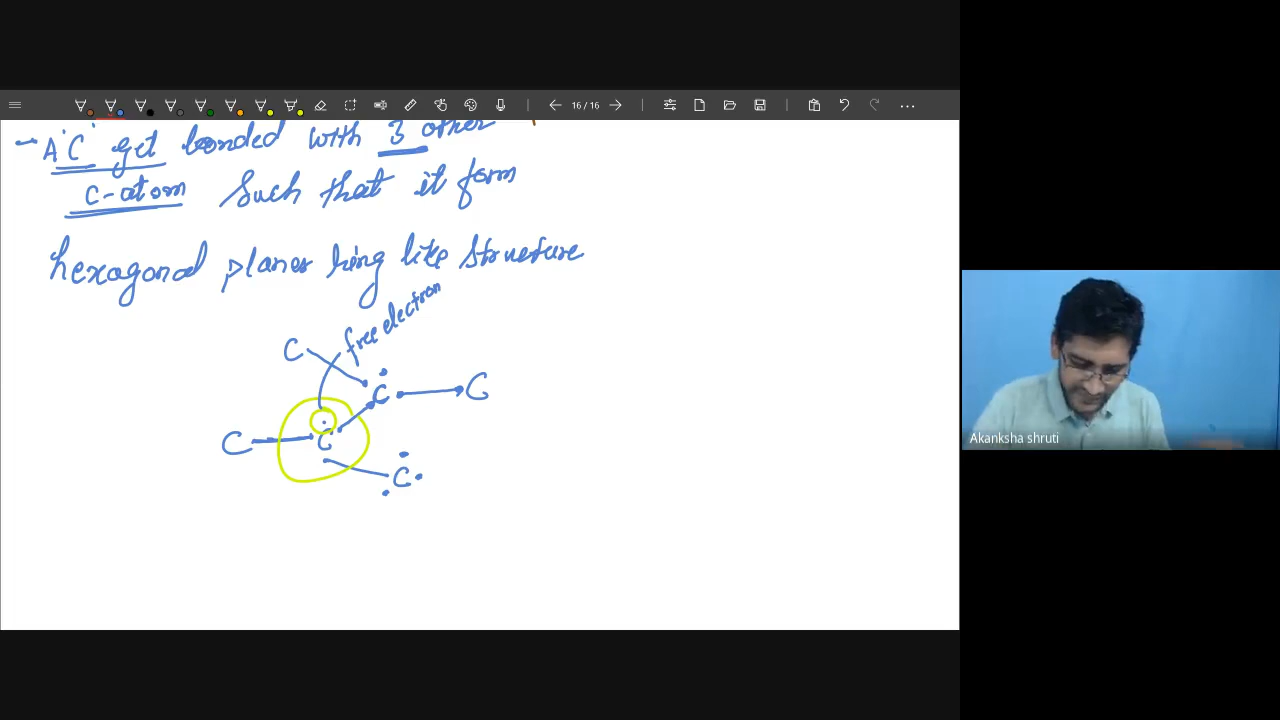 16 / 16
- A 'C' get bonded with 3 other
C-atom such that it form
hexagonal planer ring like structure
free electron
C
C
C
C
C
C
Akanksha shruti